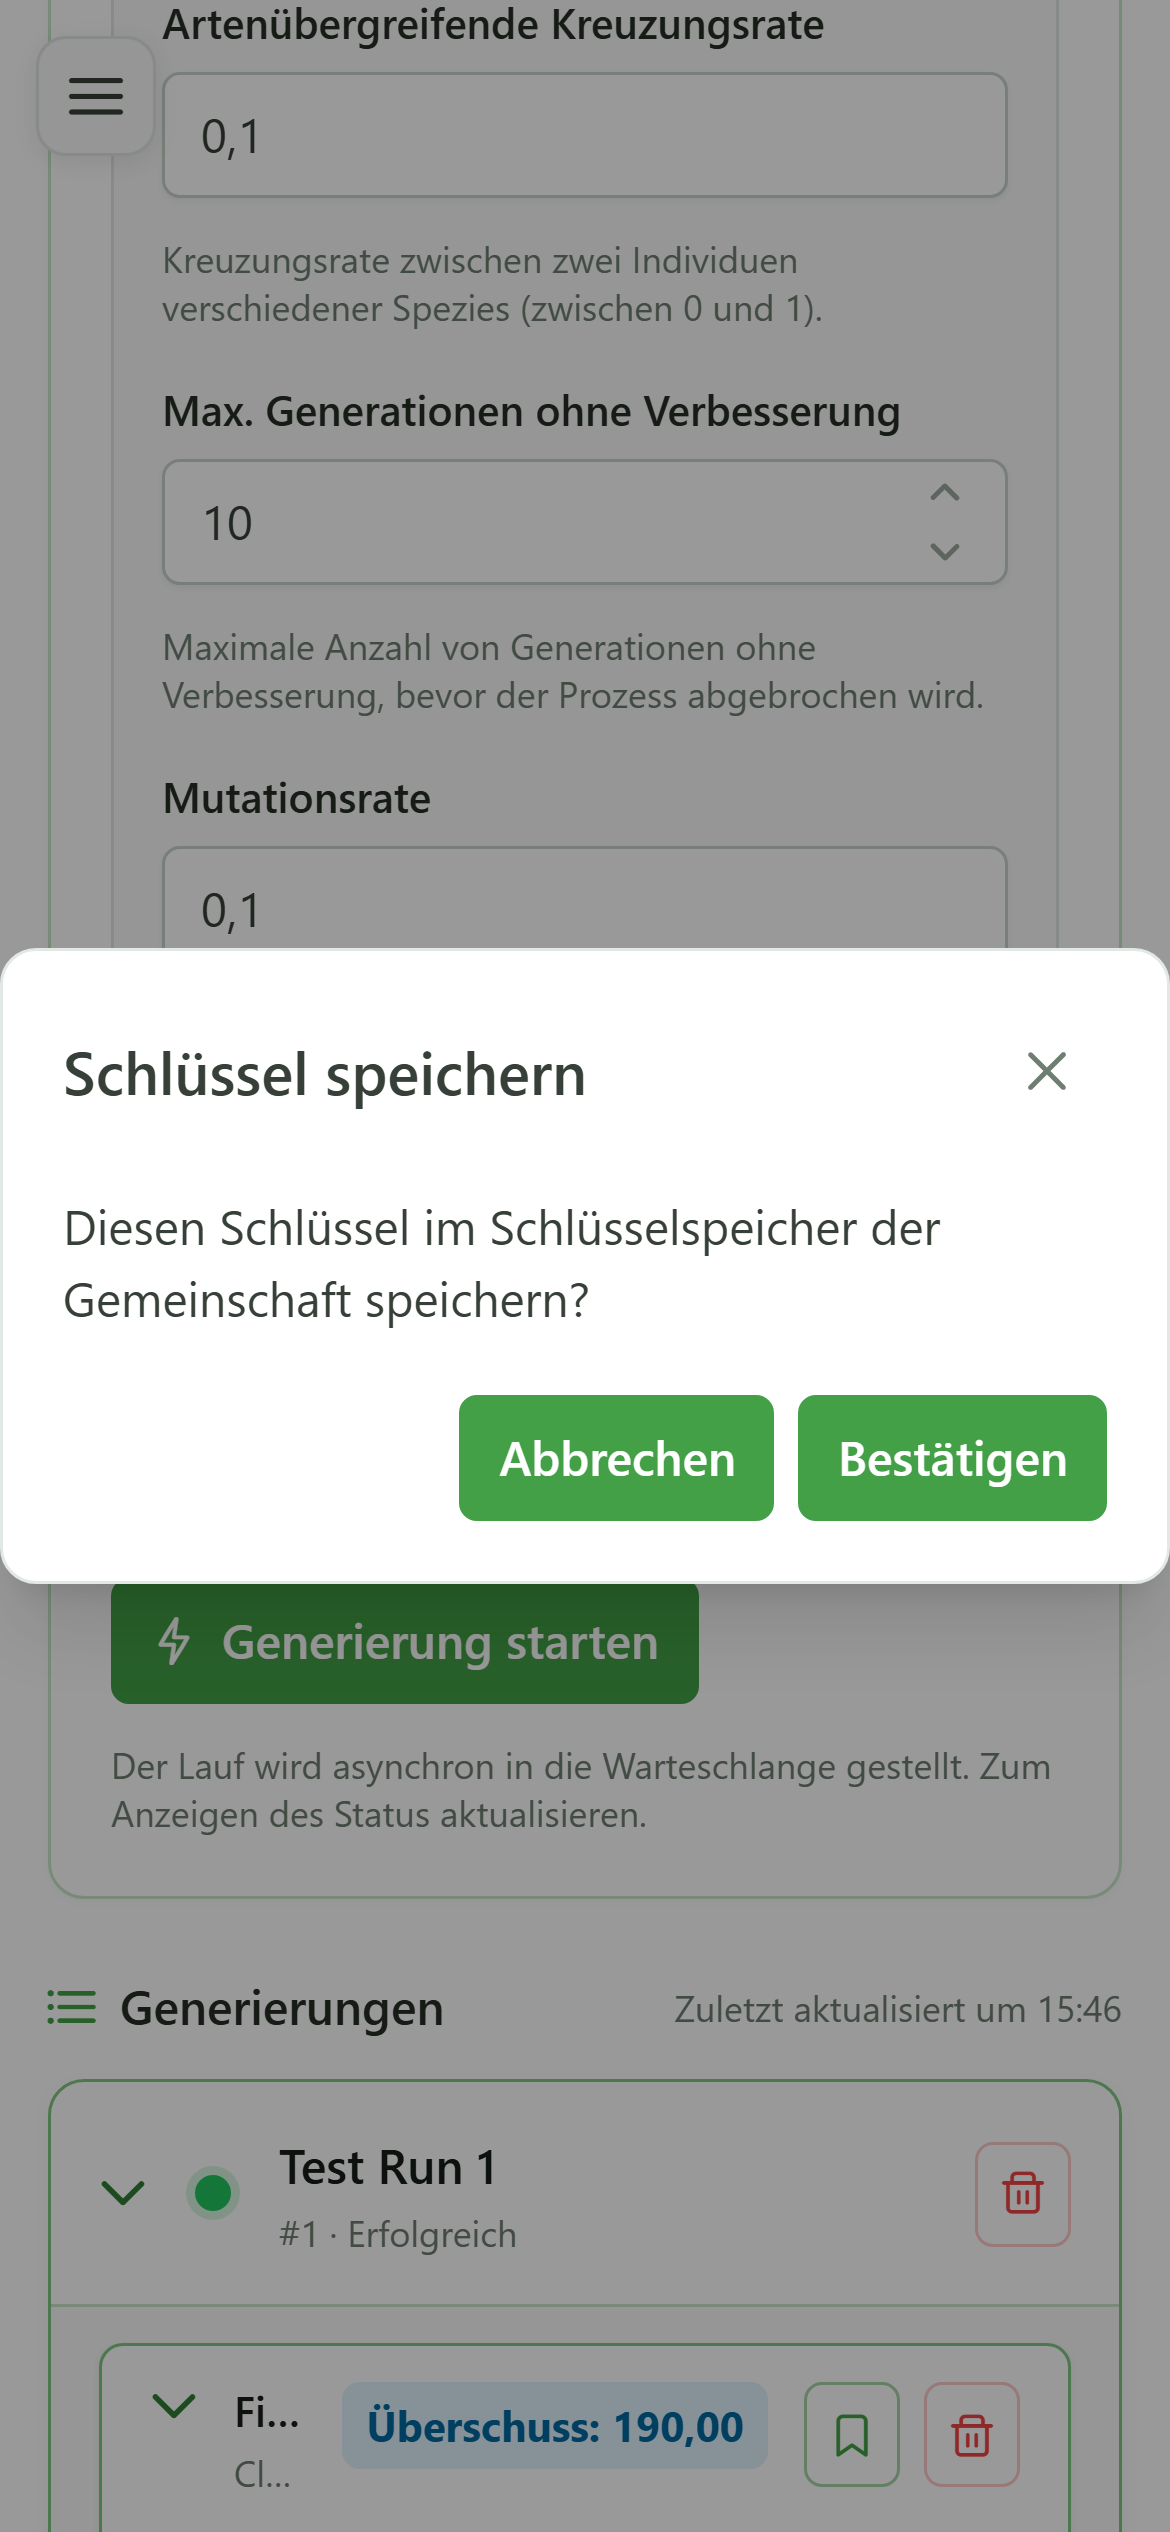 Artenübergreifende Kreuzungsrate
0,1
Kreuzungsrate zwischen zwei Individuen
verschiedener Spezies (zwischen 0 und 1).
Max. Generationen ohne Verbesserung
10
Maximale Anzahl von Generationen ohne
Verbesserung, bevor der Prozess abgebrochen wird.
Mutationsrate
0,1
Schlüssel speichern
Diesen Schlüssel im Schlüsselspeicher der
Gemeinschaft speichern?
Abbrechen
Bestätigen
Generierung starten
Der Lauf wird asynchron in die Warteschlange gestellt. Zum
Anzeigen des Status aktualisieren.
Generierungen
Zuletzt aktualisiert um 15:46
Test Run 1
#1 · Erfolgreich
Fi...
Überschuss: 190,00
Cl...